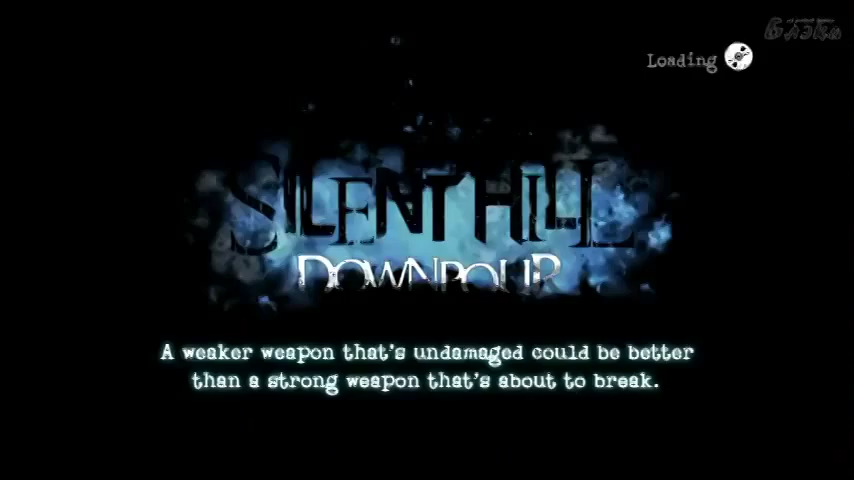 Loading
SILENT HILL
DOWNPOUR
A weaker weapon that's undamaged could be better
than a strong weapon that's about to break.